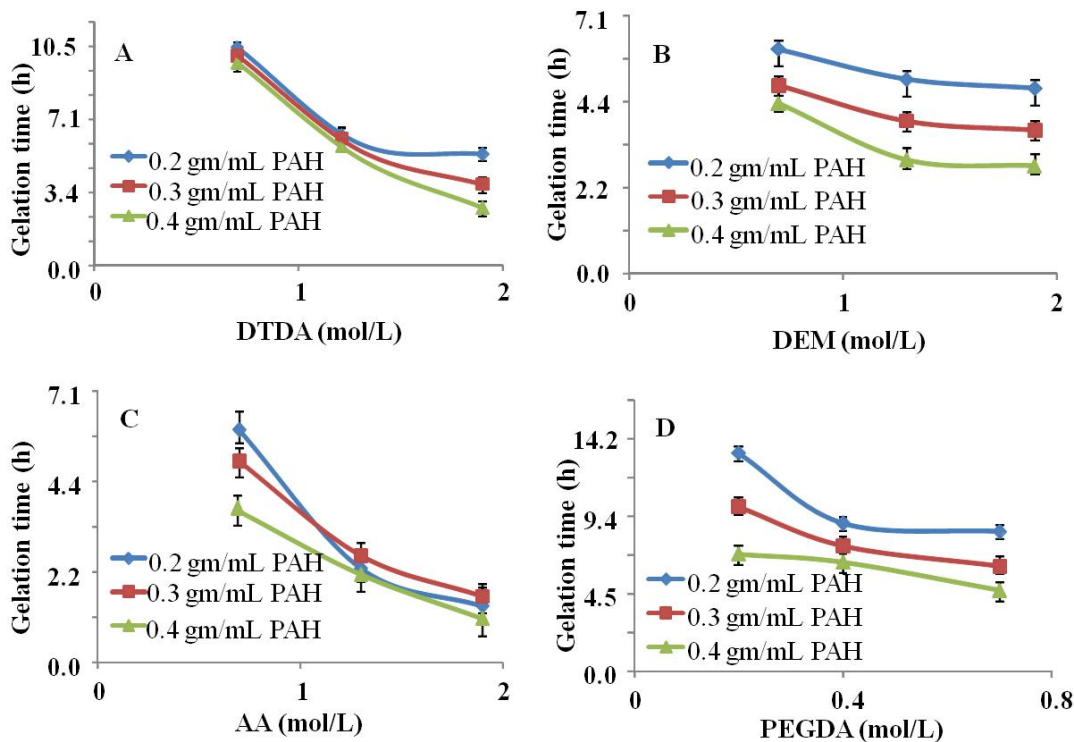 A
Gelation time (h)
10.5
7.1
3.4
0.0
0.2 gm/mL PAH
0.3 gm/mL PAH
0.4 gm/mL PAH
0
1
2
DTDA (mol/L)
B
Gelation time (h)
7.1
4.4
2.2
0.0
0.2 gm/mL PAH
0.3 gm/mL PAH
0.4 gm/mL PAH
0
1
2
DEM (mol/L)
C
Gelation time (h)
7.1
4.4
2.2
0.0
0.2 gm/mL PAH
0.3 gm/mL PAH
0.4 gm/mL PAH
0
1
2
AA (mol/L)
D
Gelation time (h)
14.2
9.4
4.5
0.0
0.2 gm/mL PAH
0.3 gm/mL PAH
0.4 gm/mL PAH
0
0.4
0.8
PEGDA (mol/L)